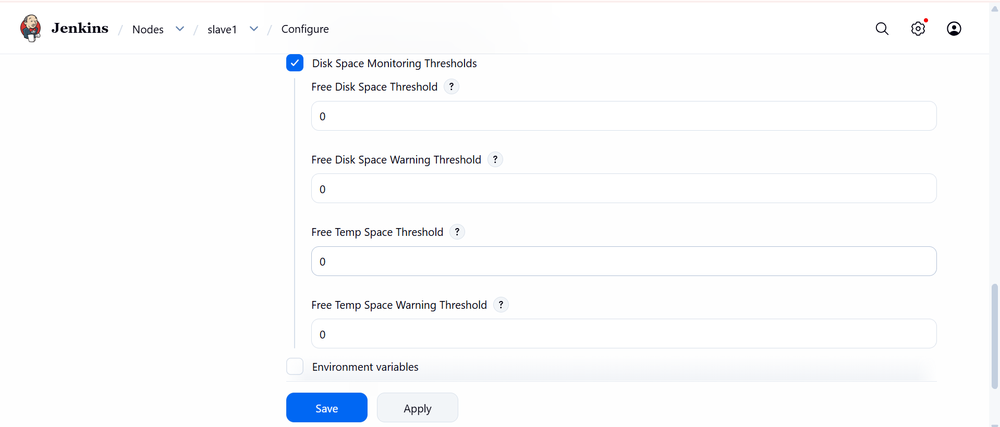 Jenkins / Nodes / slave1 / Configure
Disk Space Monitoring Thresholds
Free Disk Space Threshold ?
0
Free Disk Space Warning Threshold ?
0
Free Temp Space Threshold ?
0
Free Temp Space Warning Threshold ?
0
Environment variables
Save Apply